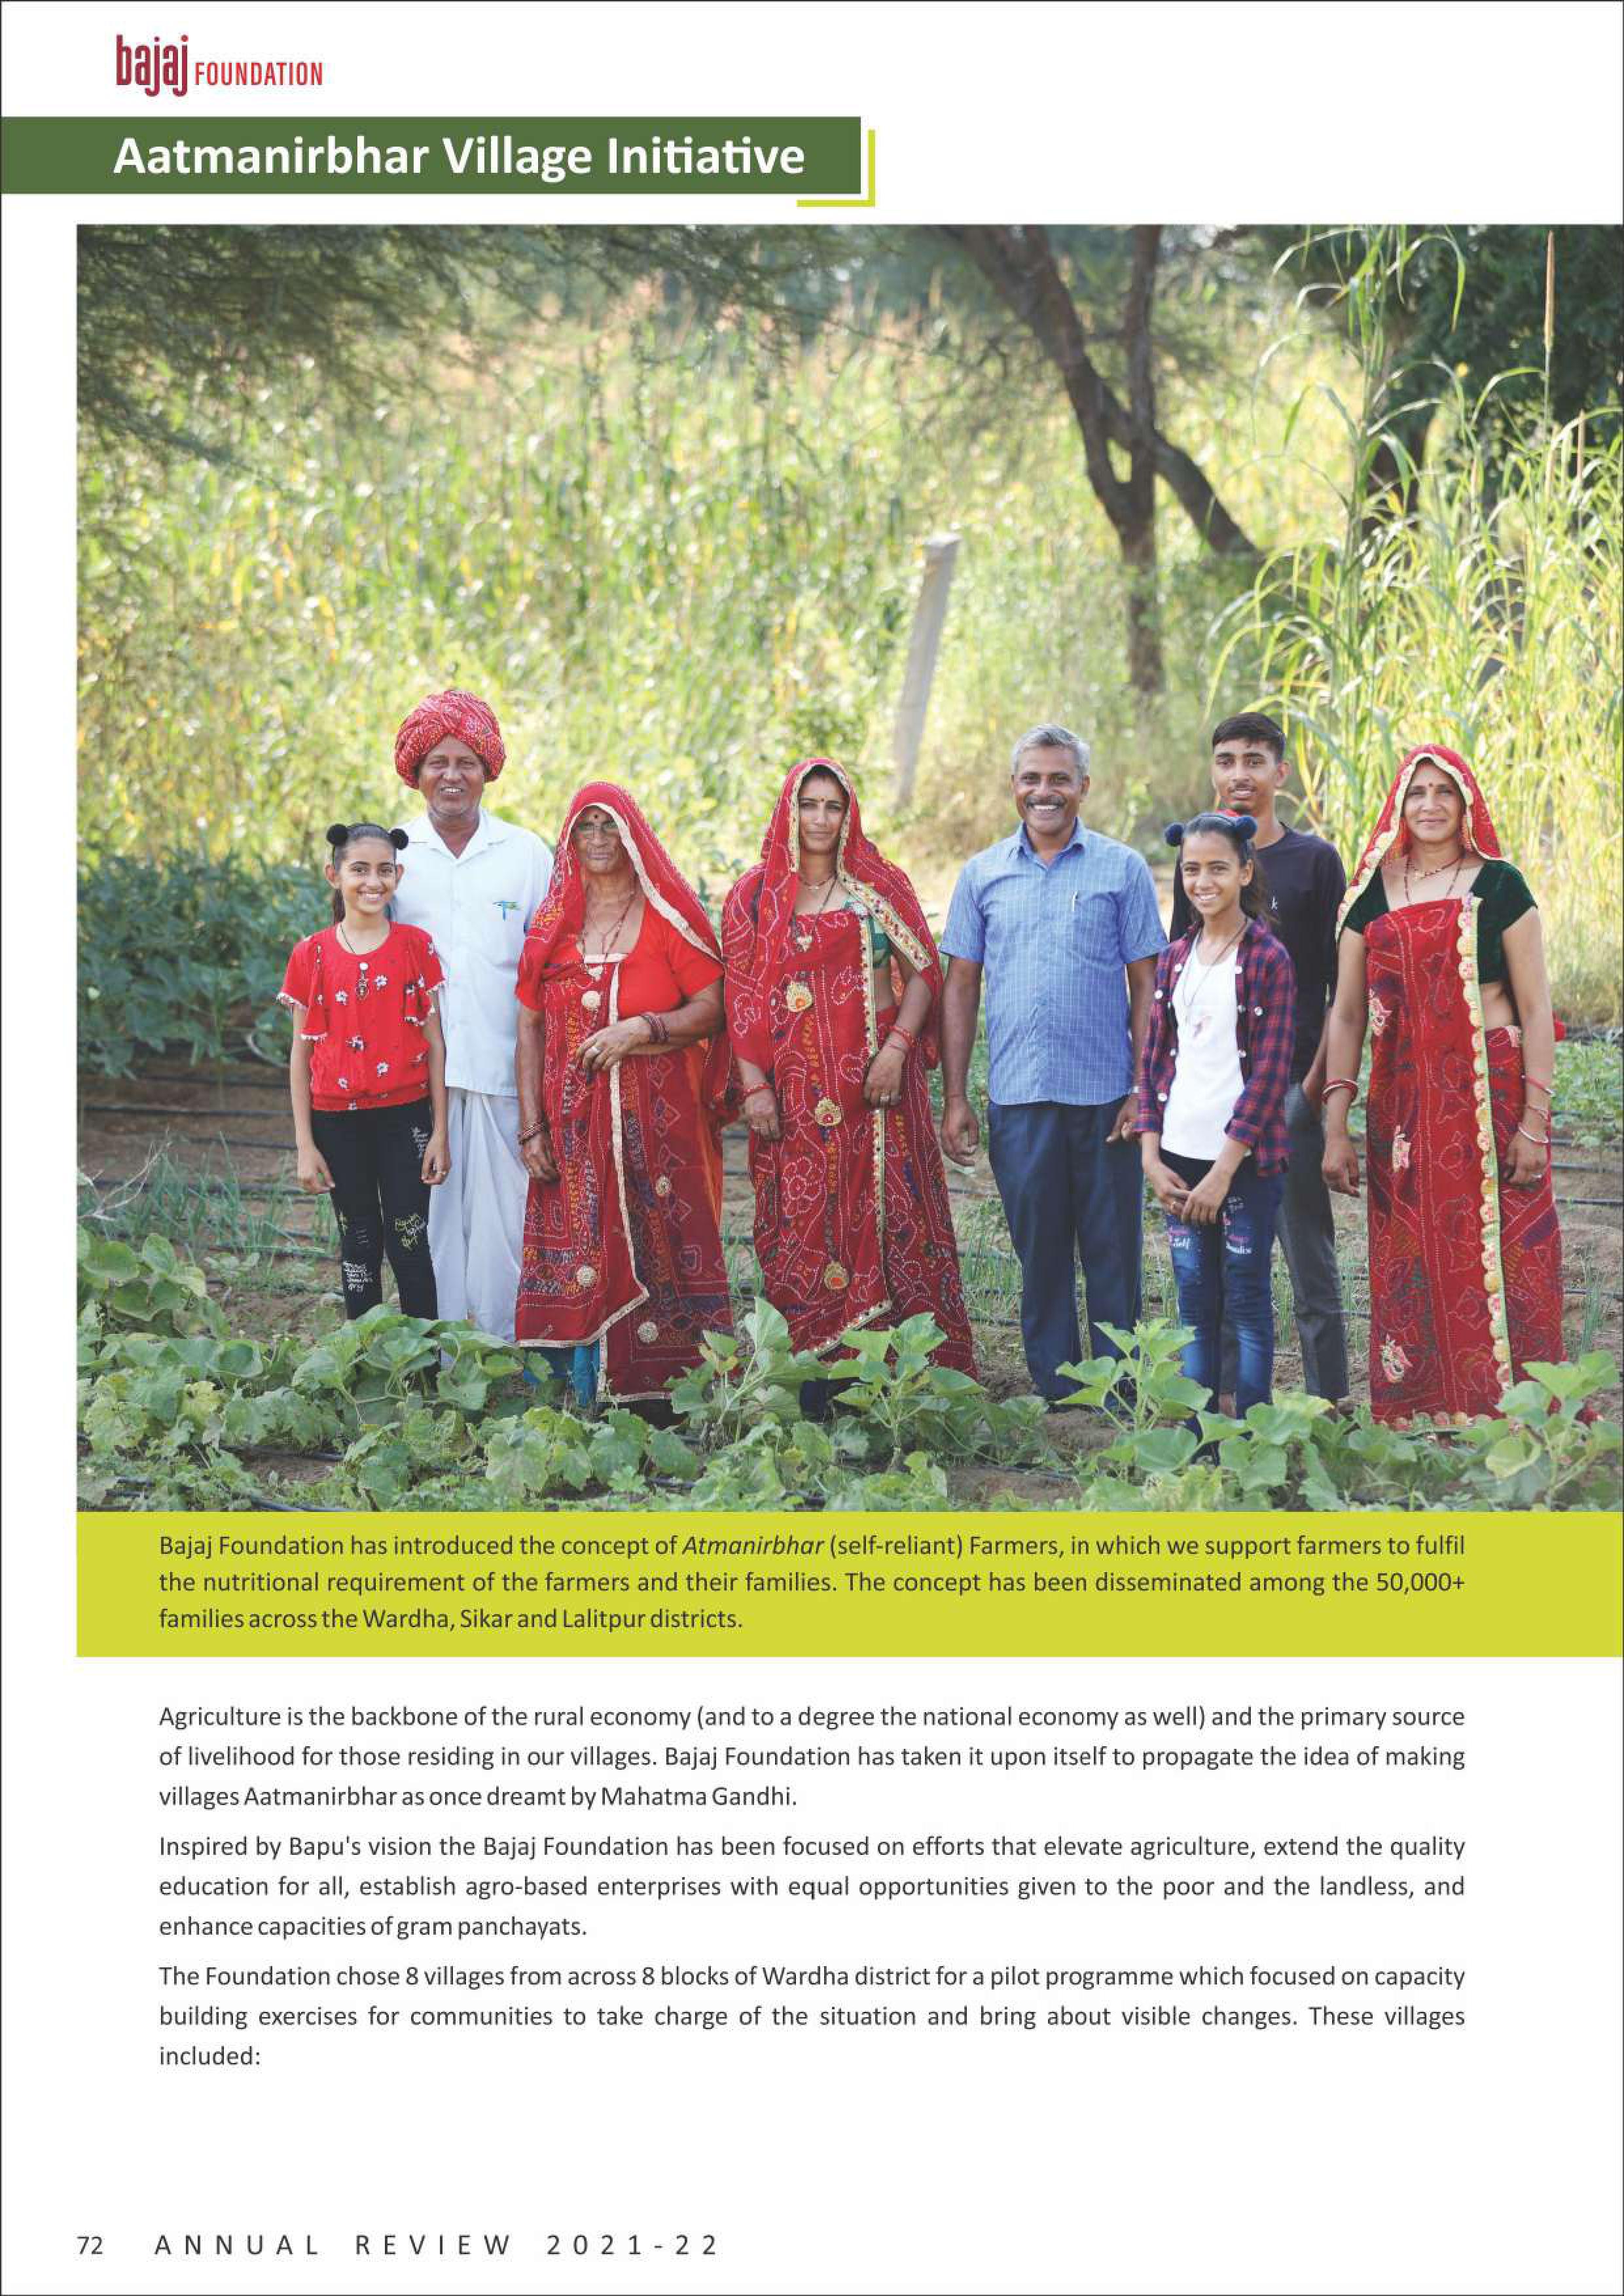 bajaj FOUNDATION
Aatmanirbhar Village Initiative
Bajaj Foundation has introduced the concept of Atmanirbhar (self-reliant) Farmers, in which we support farmers to fulfil
the nutritional requirement of the farmers and their families. The concept has been disseminated among the 50,000+
families across the Wardha, Sikar and Lalitpur districts.
Agriculture is the backbone of the rural economy (and to a degree the national economy as well) and the primary source
of livelihood for those residing in our villages. Bajaj Foundation has taken it upon itself to propagate the idea of making
villages Aatmanirbhar as once dreamt by Mahatma Gandhi.
Inspired by Bapu's vision the Bajaj Foundation has been focused on efforts that elevate agriculture, extend the quality
education for all, establish agro-based enterprises with equal opportunities given to the poor and the landless, and
enhance capacities of gram panchayats.
The Foundation chose 8 villages from across 8 blocks of Wardha district for a pilot programme which focused on capacity
building exercises for communities to take charge of the situation and bring about visible changes. These villages
included:
72 ANNUAL REVIEW 2021-22